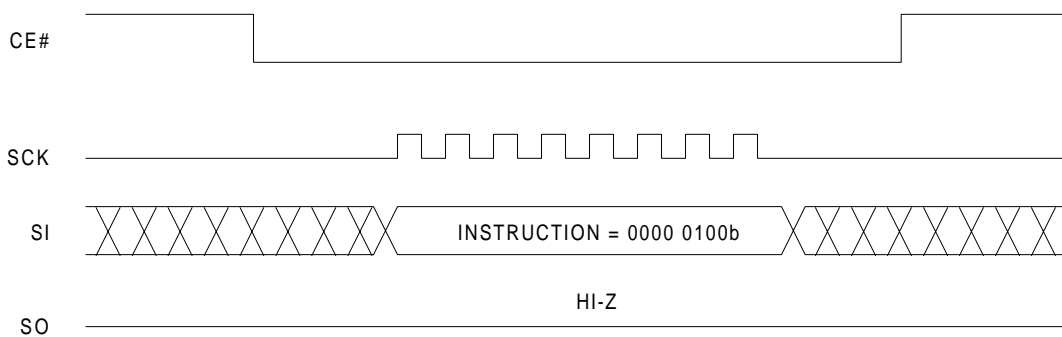 CE#
SCK
SI
INSTRUCTION = 0000 0100b
HI-Z
SO